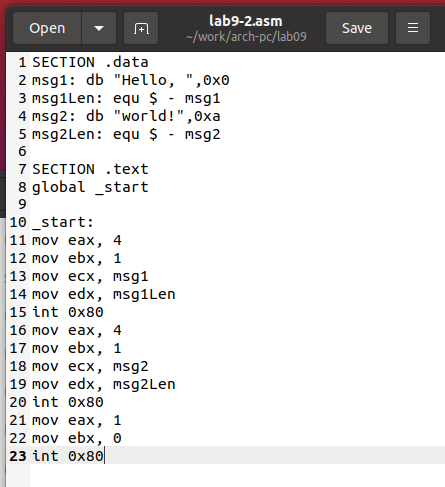 Open
lab9-2.asm
~/work/arch-pc/lab09
Save
1 SECTION .data
2 msg1: db "Hello, ",0x0
3 msg1Len: equ $ - msg1
4 msg2: db "world!",0xa
5 msg2Len: equ $ - msg2
6
7 SECTION .text
8 global _start
9
10 _start:
11 mov eax, 4
12 mov ebx, 1
13 mov ecx, msg1
14 mov edx, msg1Len
15 int 0x80
16 mov eax, 4
17 mov ebx, 1
18 mov ecx, msg2
19 mov edx, msg2Len
20 int 0x80
21 mov eax, 1
22 mov ebx, 0
23 int 0x80